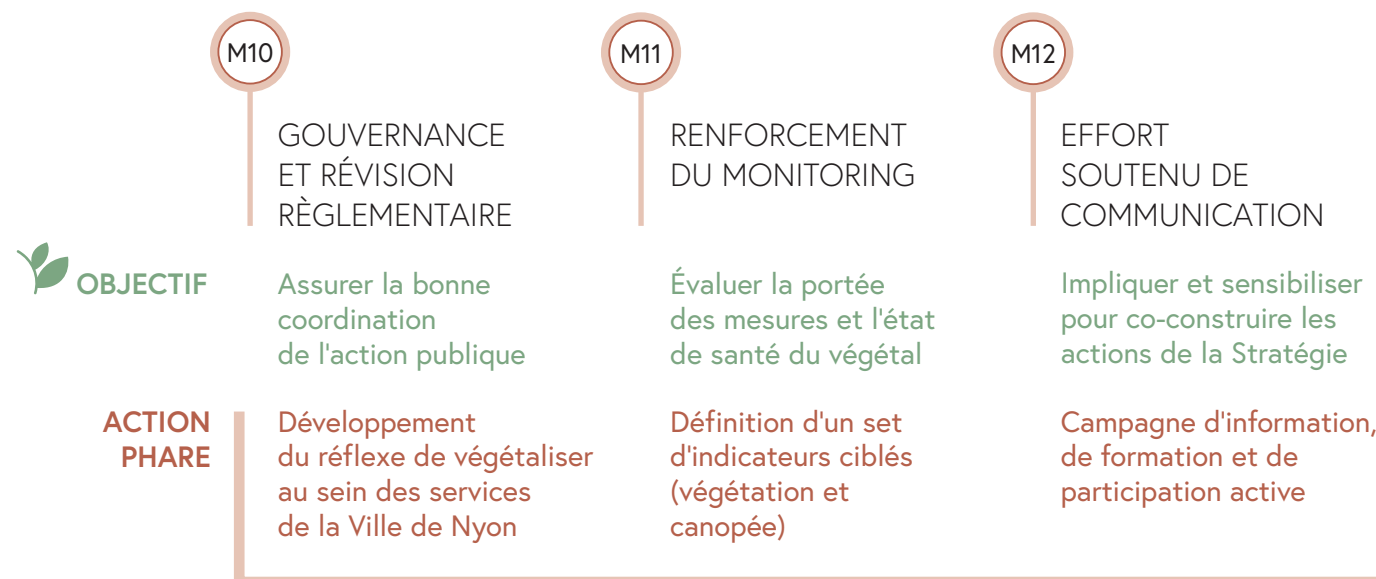 M10
GOUVERNANCE
ET RÉVISION
RÈGLEMENTAIRE
M11
RENFORCEMENT
DU MONITORING
M12
EFFORT
SOUTENU DE
COMMUNICATION
OBJECTIF
Assurer la bonne
coordination
de l'action publique
Évaluer la portée
des mesures et l'état
de santé du végétal
Impliquer et sensibiliser
pour co-construire les
actions de la Stratégie
ACTION
PHARE
Développement
du réflexe de végétaliser
au sein des services
de la Ville de Nyon
Définition d'un set
d'indicateurs ciblés
(végétation et
canopée)
Campagne d'information,
de formation et de
participation active